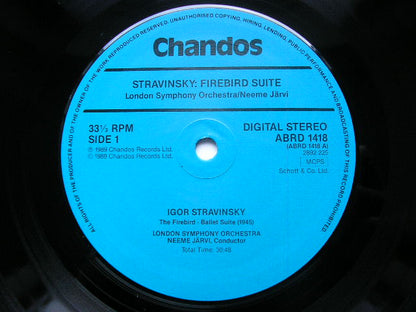 ALL RIGHTS OF THE PRODUCER AND OF THE OWNER OF THE WORK REPRODUCED RESERVED. UNAUTHORISED COPYING, HIRING, LENDING, PUBLIC PERFORMANCE AND BROADCASTING OF THIS RECORD PROHIBITED
Chandos
STRAVINSKY: FIREBIRD SUITE
London Symphony Orchestra/Neeme Järvi
33⅓ RPM
SIDE 1
℗ 1989 Chandos Records Ltd.
© 1989 Chandos Records Ltd.
DIGITAL STEREO
ABRD 1418
(ABRD 1418 A)
2892 225
MCPS
Schott & Co. Ltd.
IGOR STRAVINSKY
The Firebird - Ballet Suite (1945)
LONDON SYMPHONY ORCHESTRA
NEEME JÄRVI, Conductor
Total Time: 30:48